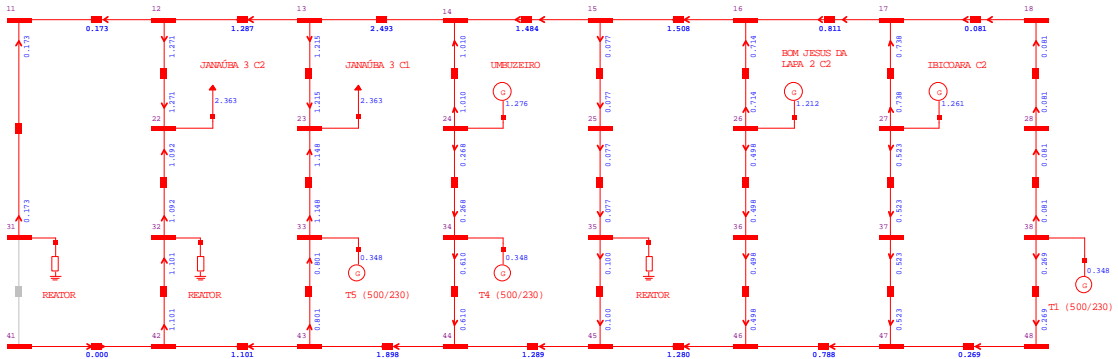 11 12 13 14 15 16 17 18
0.173 1.287 2.493 1.484 1.508 0.811 0.081
0.173 1.271 1.215 1.010 0.077 0.714 0.738 0.081
JANAÚBA 3 C2
JANAÚBA 3 C1
UMBUZEIRO
BOM JESUS DA
LAPA 2 C2
IBICOARA C2
G G G
2.363 2.363 1.276 1.212 1.261
1.271 1.215 1.010 0.077 0.714 0.738 0.081
22 23 24 25 26 27 28
1.092 1.148 0.268 0.077 0.498 0.523 0.081
0.173 1.092 1.148 0.268 0.077 0.498 0.523 0.081
31 32 33 34 35 36 37 38
1.101 0.801 0.610 0.100 0.498 0.523 0.269
0.348 0.348 0.348
G G G
REATOR
REATOR
T5 (500/230)
T4 (500/230)
REATOR
T1 (500/230)
1.101 0.801 0.610 0.100 0.498 0.523 0.269
41 42 43 44 45 46 47 48
0.000 1.101 1.898 1.289 1.280 0.788 0.269